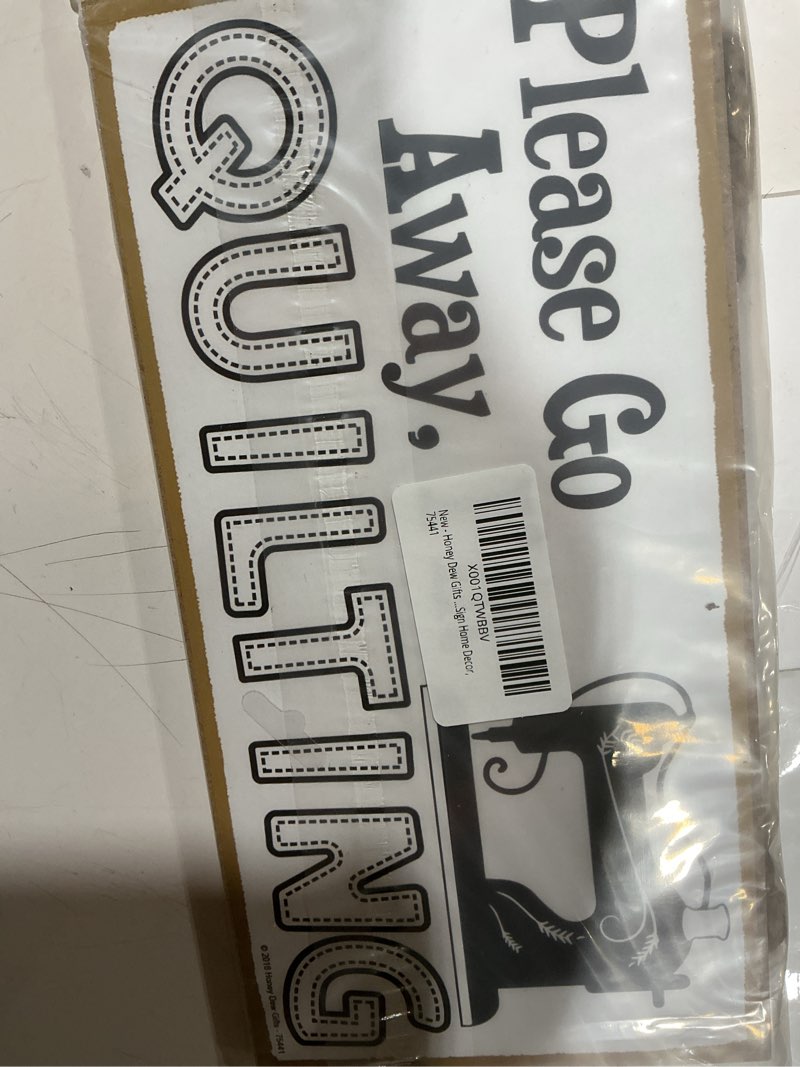 Please Go
Away,
QUILTING
X001QTWBBV
New - Honey Dew Gifts ...Sign Home Decor,
75441
© 2018 Honey Dew Gifts - 75441